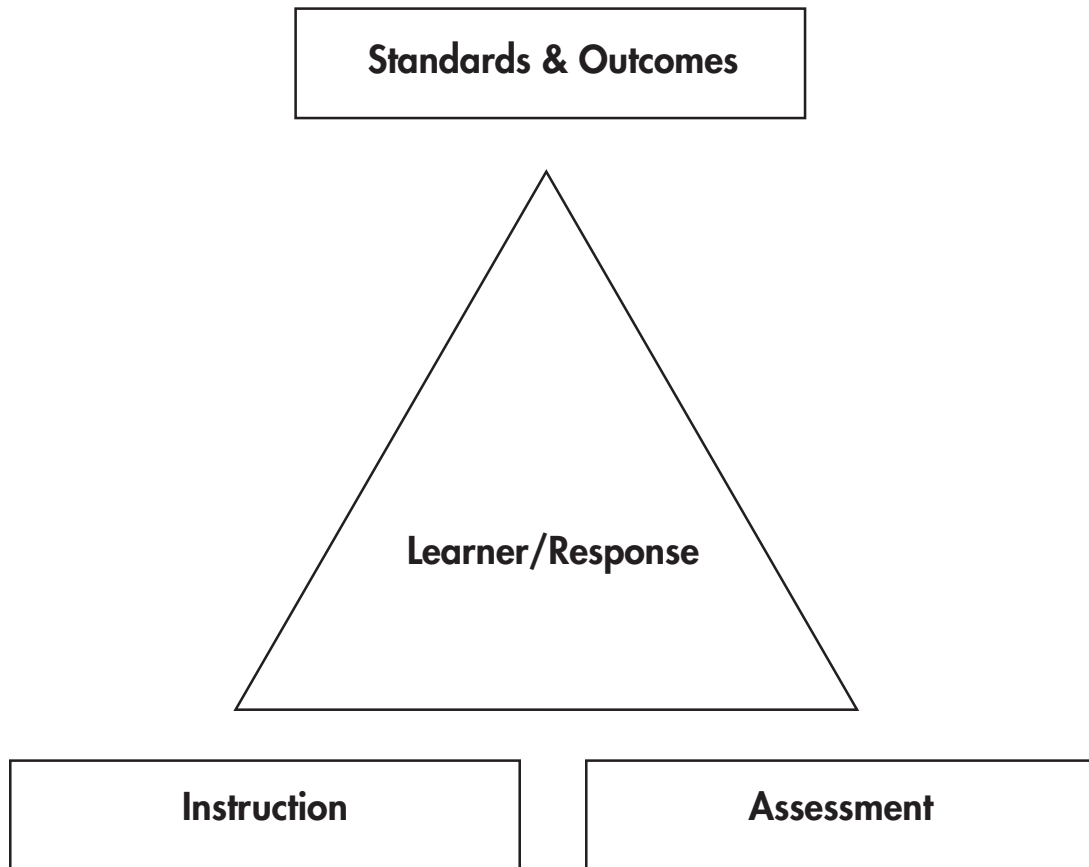 Standards & Outcomes
Learner/Response
Instruction
Assessment